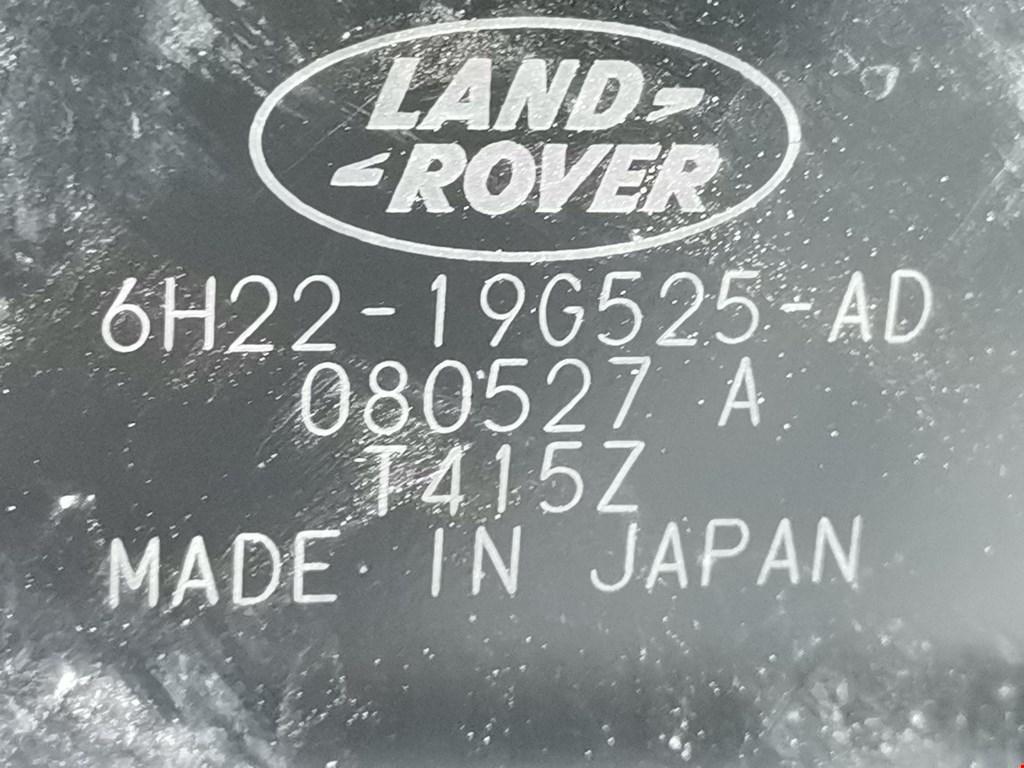 LAND
ROVER
6H22-19G525-AD
080527 A
T415Z
MADE IN JAPAN